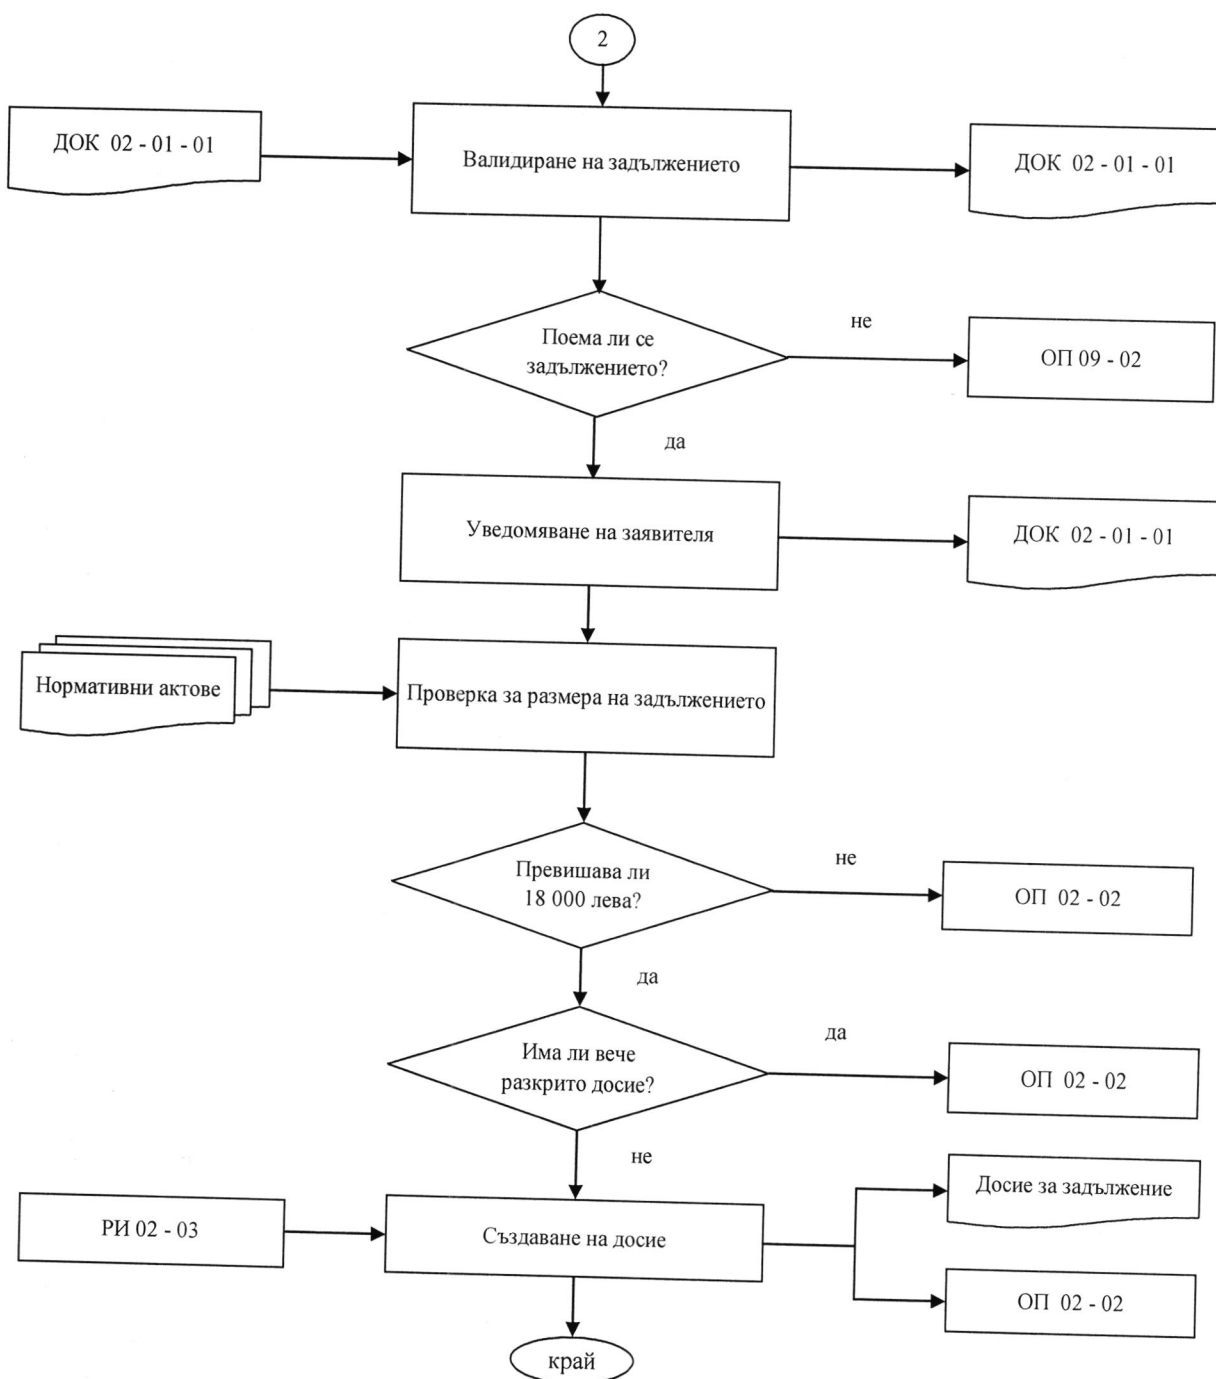 2
ДОК 02 - 01 - 01
Валидиране на задължението
ДОК 02 - 01 - 01
Поема ли се
задължението?
не
ОП 09 - 02
да
Уведомяване на заявителя
ДОК 02 - 01 - 01
Нормативни актове
Проверка за размера на задължението
Превишава ли
18 000 лева?
не
ОП 02 - 02
да
Има ли вече
разкрито досие?
да
ОП 02 - 02
не
Досие за задължение
РИ 02 - 03
Създаване на досие
ОП 02 - 02
край